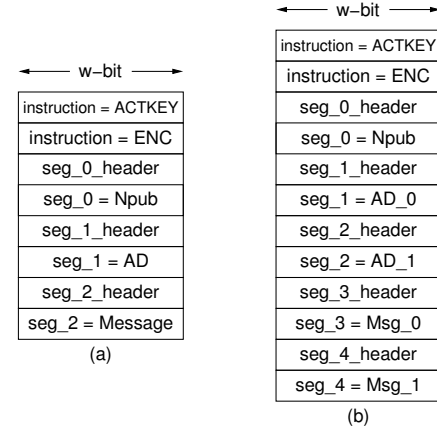 w−bit
instruction = ACTKEY
instruction = ENC
seg_0_header
seg_0 = Npub
seg_1_header
seg_1 = AD
seg_2_header
seg_2 = Message
(a)
w−bit
instruction = ACTKEY
instruction = ENC
seg_0_header
seg_0 = Npub
seg_1_header
seg_1 = AD_0
seg_2_header
seg_2 = AD_1
seg_3_header
seg_3 = Msg_0
seg_4_header
seg_4 = Msg_1
(b)